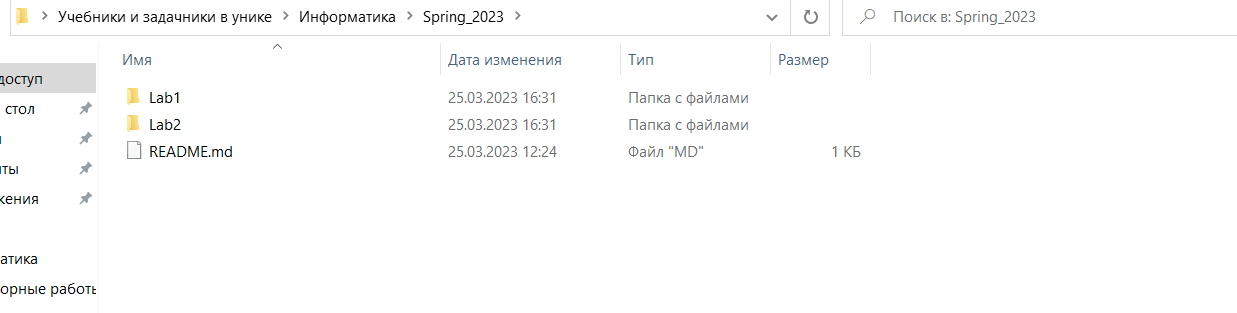 Учебники и задачники в унике Информатика Spring_2023
Поиск в: Spring_2023
Имя Дата изменения Тип Размер
доступ
Lab1 25.03.2023 16:31 Папка с файлами
стол
Lab2 25.03.2023 16:31 Папка с файлами
README.md 25.03.2023 12:24 Файл "MD" 1 КБ
нты
жения
атика
орные работы